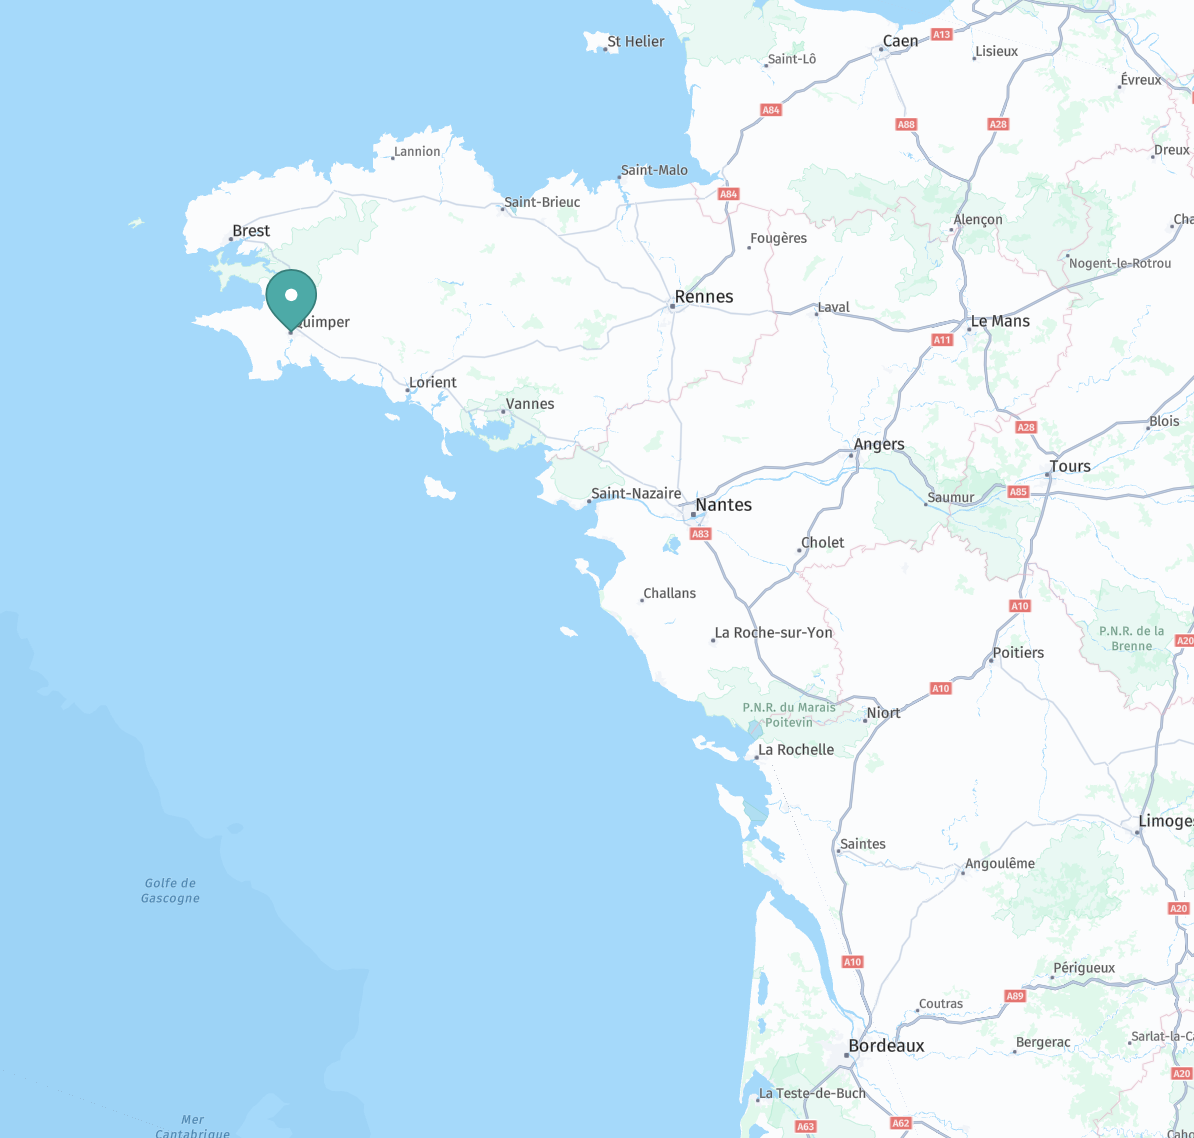 St Helier
Caen
A13
Lisieux
Saint-Lô
Évreux
A84
A88
A28
Lannion
Dreux
Saint-Malo
A84
Saint-Brieuc
Alençon
Brest
Fougères
Nogent-le-Rotrou
Rennes
Laval
Quimper
Le Mans
A11
Lorient
Vannes
A28
Blois
Angers
Tours
Saint-Nazaire
A85
Saumur
Nantes
A83
Cholet
Challans
A10
La Roche-sur-Yon
P.N.R. de la
Brenne
A20
Poitiers
A10
P.N.R. du Marais
Poitevin
Niort
La Rochelle
Limoges
Saintes
Angoulême
Golfe de
Gascogne
A20
A10
Périgueux
A89
Coutras
Bordeaux
Bergerac
Sarlat-la-Ca
A20
La Teste-de-Buch
Mer
Cantabrique
A63
A62
Caho